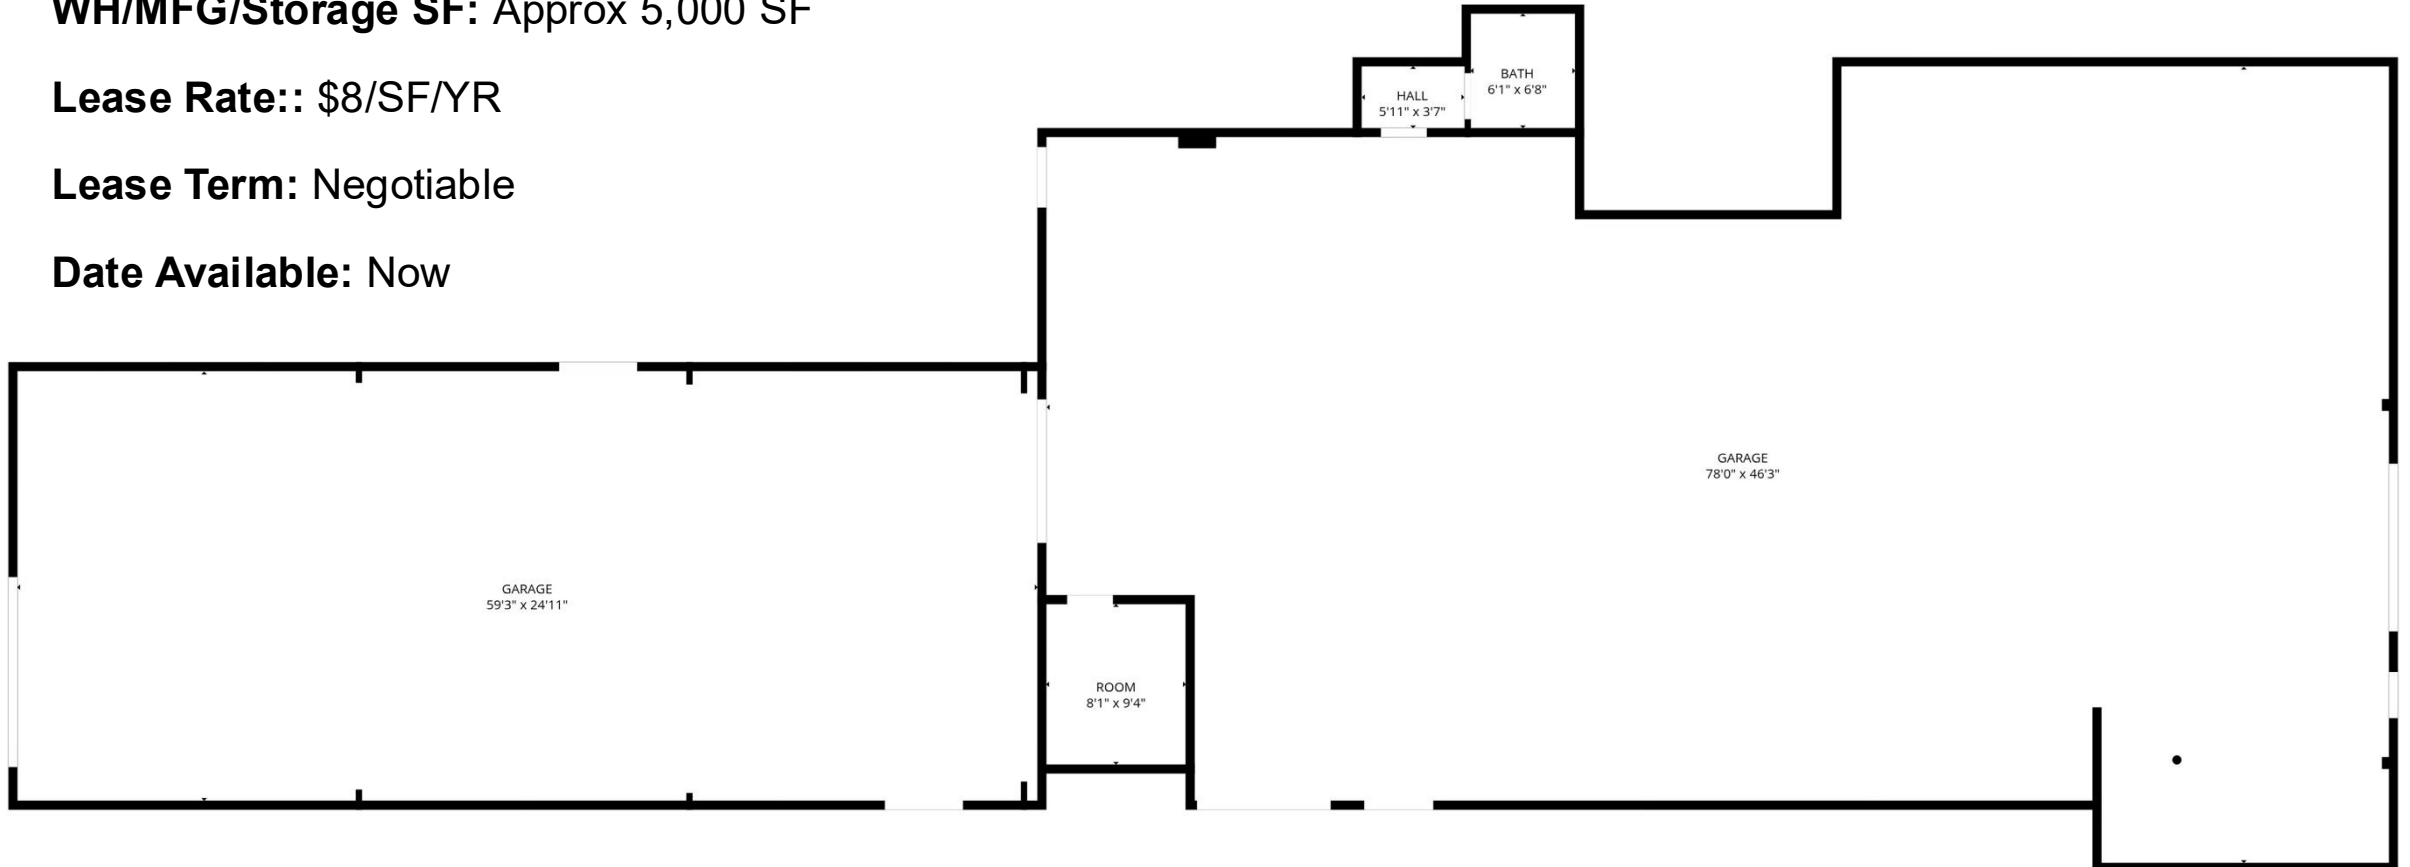 WH/MFG/Storage SF: Approx 5,000 SF
Lease Rate:: $8/SF/YR
Lease Term: Negotiable
Date Available: Now
BATH
6'1" x 6'8"
HALL
5'11" x 3'7"
GARAGE
78'0" x 46'3"
GARAGE
59'3" x 24'11"
ROOM
8'1" x 9'4"